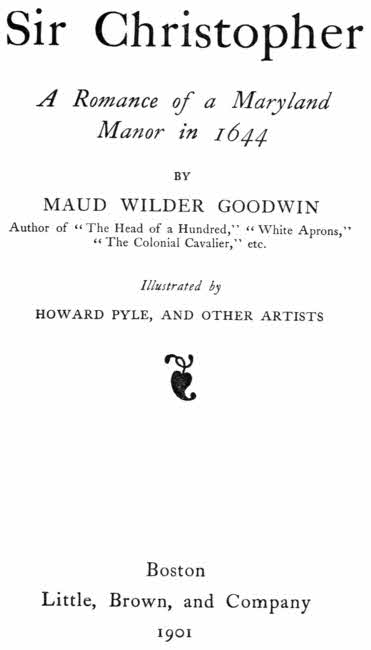 Sir Christopher
A Romance of a Maryland
Manor in 1644
BY
MAUD WILDER GOODWIN
Author of “The Head of a Hundred,” “White Aprons,”
“The Colonial Cavalier,” etc.
Illustrated by
HOWARD PYLE, AND OTHER ARTISTS
Boston
Little, Brown, and Company
1901